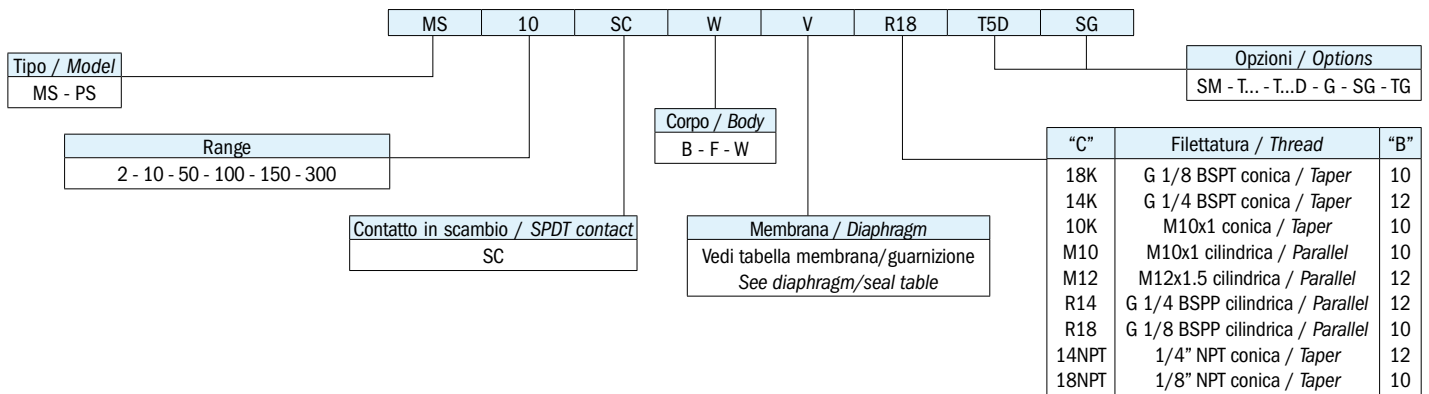 MS 10 SC W V R18 T5D SG
Tipo / Model
MS - PS
Opzioni / Options
SM - T... - T...D - G - SG - TG
Corpo / Body
B - F - W
Range
2 - 10 - 50 - 100 - 150 - 300
Contatto in scambio / SPDT contact
SC
Membrana / Diaphragm
Vedi tabella membrana/guarnizione
See diaphragm/seal table
“C” Filettatura / Thread “B”
18K G 1/8 BSPT conica / Taper 10
14K G 1/4 BSPT conica / Taper 12
10K M10x1 conica / Taper 10
M10 M10x1 cilindrica / Parallel 10
M12 M12x1.5 cilindrica / Parallel 12
R14 G 1/4 BSPP cilindrica / Parallel 12
R18 G 1/8 BSPP cilindrica / Parallel 10
14NPT 1/4” NPT conica / Taper 12
18NPT 1/8” NPT conica / Taper 10